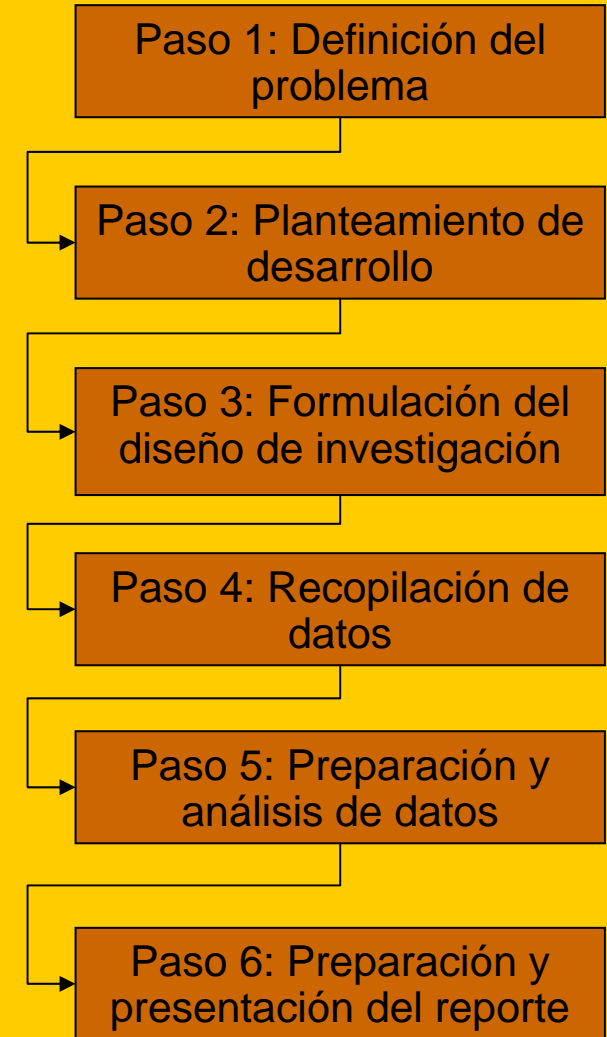 Paso 1: Definición del
problema
Paso 2: Planteamiento de
desarrollo
Paso 3: Formulación del
diseño de investigación
Paso 4: Recopilación de
datos
Paso 5: Preparación y
análisis de datos
Paso 6: Preparación y
presentación del reporte